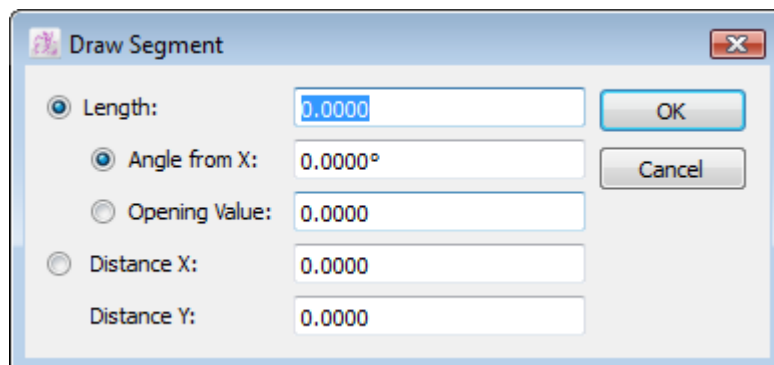 Draw Segment
Length: 0.0000 OK
Angle from X: 0.0000° Cancel
Opening Value: 0.0000
Distance X: 0.0000
Distance Y: 0.0000